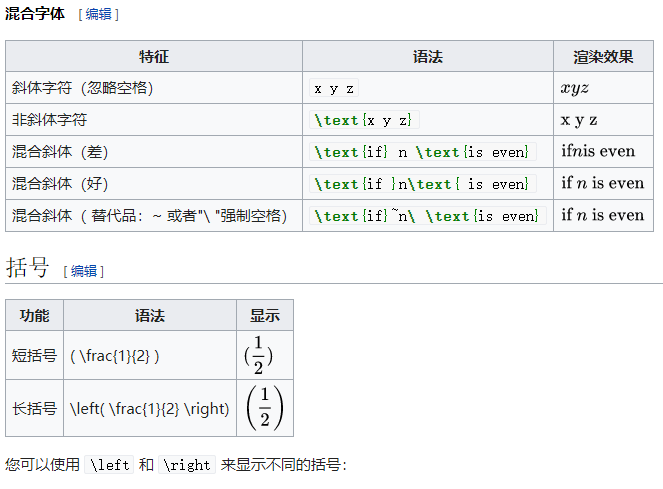 混合字体 [编辑]
特征 语法 渲染效果
斜体字符（忽略空格） x y z xyz
非斜体字符 \text{x y z} x y z
混合斜体（差） \text{if} n \text{is even} ifnis even
混合斜体（好） \text{if }n\text{ is even} if n is even
混合斜体（ 替代品：~ 或者"\ "强制空格） \text{if}~n\ \text{is even} if n is even
括号 [编辑]
功能 语法 显示
短括号 ( \frac{1}{2} ) (1/2)
长括号 \left( \frac{1}{2} \right) (1/2)
您可以使用 \left 和 \right 来显示不同的括号：